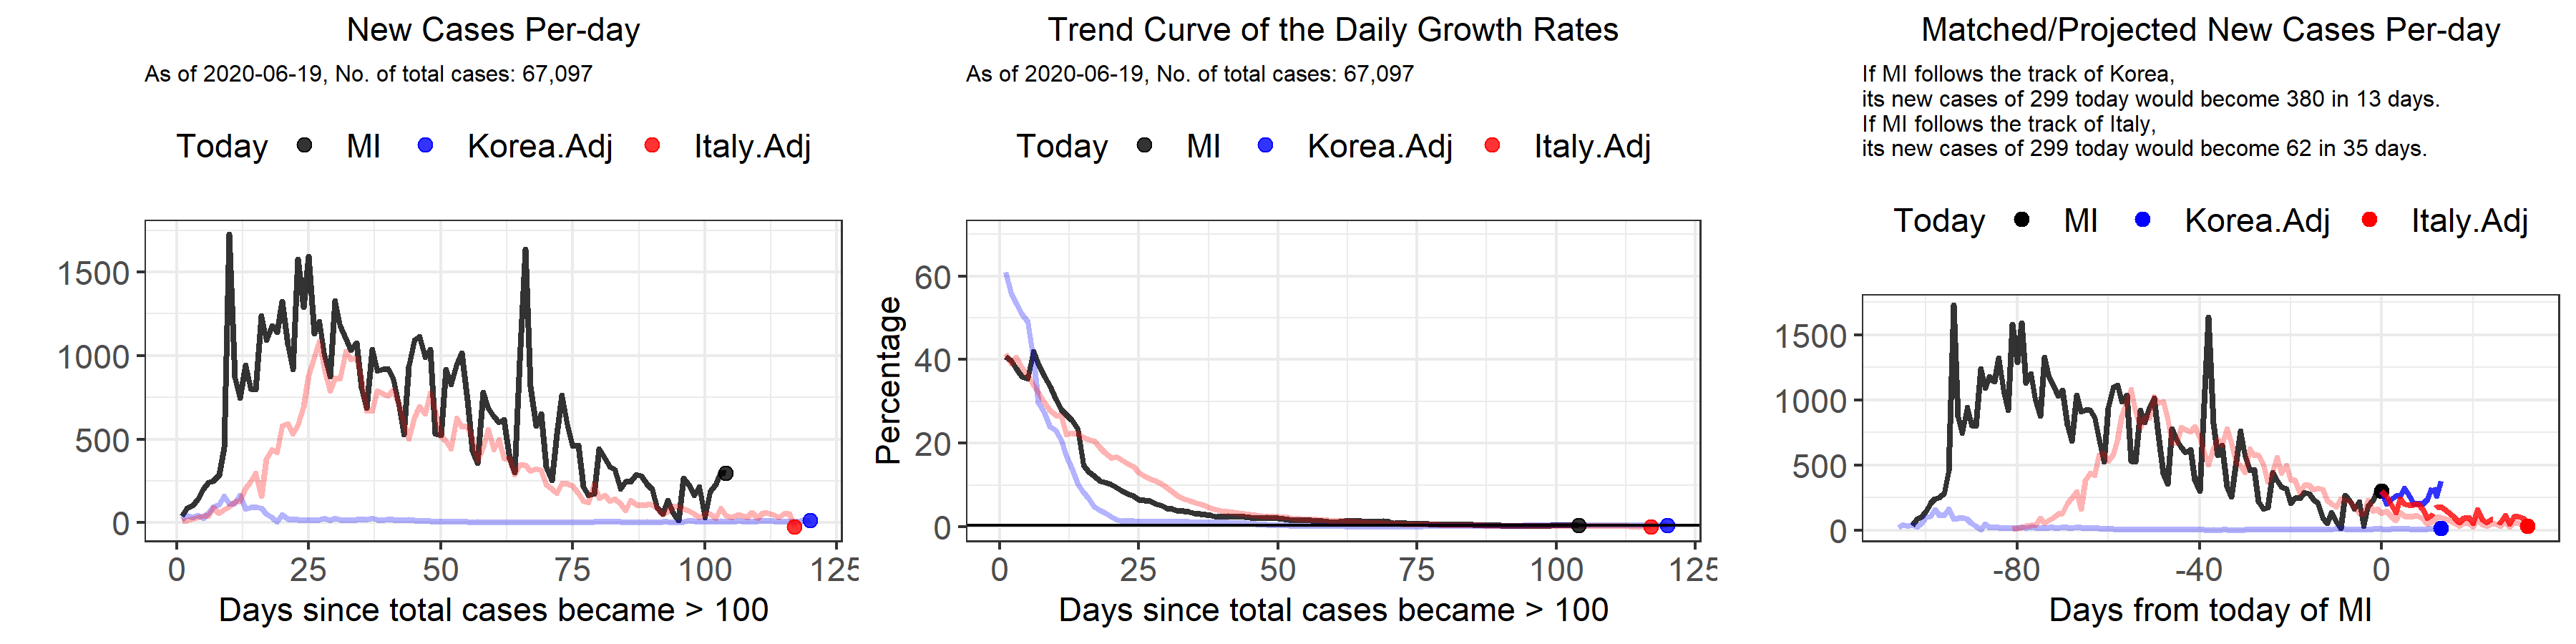 New Cases Per-day
As of 2020-06-19, No. of total cases: 67,097
Today MI Korea.Adj Italy.Adj
1500
1000
500
0
0 25 50 75 100 125
Days since total cases became > 100
Trend Curve of the Daily Growth Rates
As of 2020-06-19, No. of total cases: 67,097
Today MI Korea.Adj Italy.Adj
Percentage
60
40
20
0
0 25 50 75 100 125
Days since total cases became > 100
Matched/Projected New Cases Per-day
If MI follows the track of Korea,
its new cases of 299 today would become 380 in 13 days.
If MI follows the track of Italy,
its new cases of 299 today would become 62 in 35 days.
Today MI Korea.Adj Italy.Adj
1500
1000
500
0
-80 -40 0
Days from today of MI